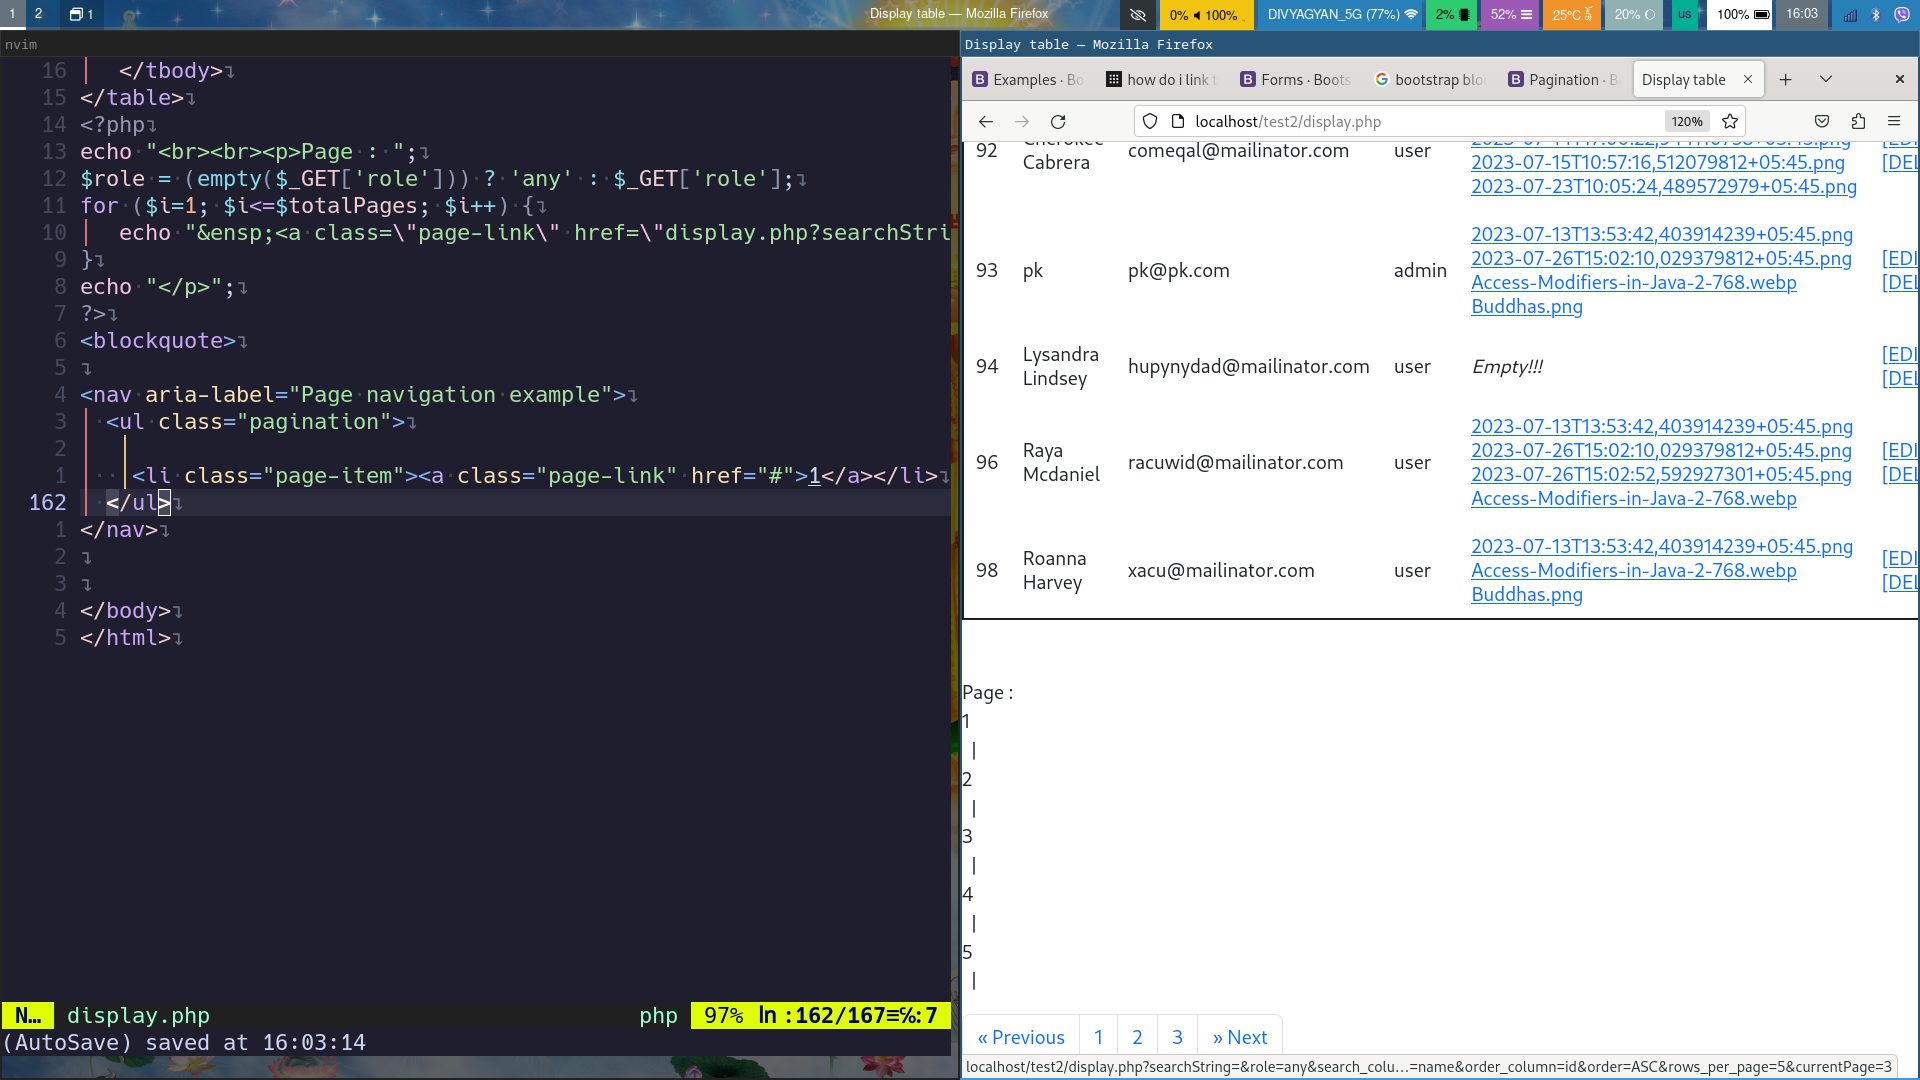 1 2 1 Display table — Mozilla Firefox 0% 100% DIVYAGYAN_5G (77%) 2% 52% 25°C 20% us 100% 16:03
nvim
16 </tbody>
15 </table>
14 <?php
13 echo "<br><br><p>Page : ";
12 $role = (empty($_GET['role'])) ? 'any' : $_GET['role'];
11 for ($i=1; $i<=$totalPages; $i++) {
10 echo "&ensp;<a class=\"page-link\" href=\"display.php?searchStri
9 }
8 echo "</p>";
7 ?>
6 <blockquote>
5
4 <nav aria-label="Page navigation example">
3 <ul class="pagination">
2
1 <li class="page-item"><a class="page-link" href="#">1</a></li>
162 </ul>
1 </nav>
2
3
4 </body>
5 </html>
N… display.php php 97% ln :162/167≡℅:7
(AutoSave) saved at 16:03:14
Display table — Mozilla Firefox
Examples · Bo how do i link t Forms · Boots bootstrap blo Pagination · B Display table
localhost/test2/display.php 120%
92 Cherokee Cabrera comeqal@mailinator.com user
2023-07-15T10:57:16,512079812+05:45.png [DEL
2023-07-23T10:05:24,489572979+05:45.png
93 pk pk@pk.com admin
2023-07-13T13:53:42,403914239+05:45.png
2023-07-26T15:02:10,029379812+05:45.png [EDI
Access-Modifiers-in-Java-2-768.webp [DEL
Buddhas.png
94 Lysandra Lindsey hupynydad@mailinator.com user Empty!!! [EDI [DEL
96 Raya Mcdaniel racuwid@mailinator.com user
2023-07-13T13:53:42,403914239+05:45.png
2023-07-26T15:02:10,029379812+05:45.png [EDI
2023-07-26T15:02:52,592927301+05:45.png [DEL
Access-Modifiers-in-Java-2-768.webp
98 Roanna Harvey xacu@mailinator.com user
2023-07-13T13:53:42,403914239+05:45.png [EDI
Access-Modifiers-in-Java-2-768.webp [DEL
Buddhas.png
Page :
1
|
2
|
3
|
4
|
5
|
« Previous 1 2 3 » Next
localhost/test2/display.php?searchString=&role=any&search_colu…=name&order_column=id&order=ASC&rows_per_page=5&currentPage=3